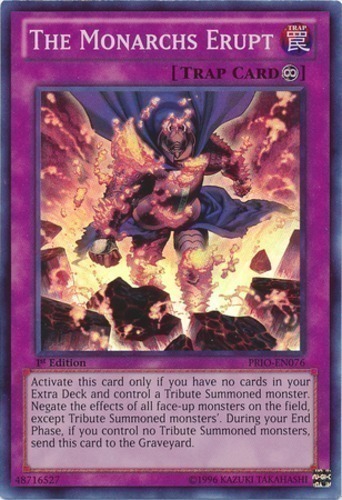 THE MONARCHS ERUPT
TRAP
罠
[TRAP CARD]
1st Edition
PRIO-EN076
Activate this card only if you have no cards in your
Extra Deck and control a Tribute Summoned monster.
Negate the effects of all face-up monsters on the field,
except Tribute Summoned monsters'. During your End
Phase, if you control no Tribute Summoned monsters,
send this card to the Graveyard.
48716527
©1996 KAZUKI TAKAHASHI